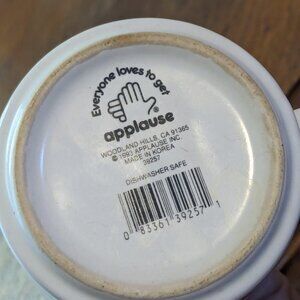 Everyone loves to get
®
applause
WOODLAND HILLS, CA 91365
© 1993 APPLAUSE INC.
MADE IN KOREA
39257
DISHWASHER SAFE
0 83361 39257 1